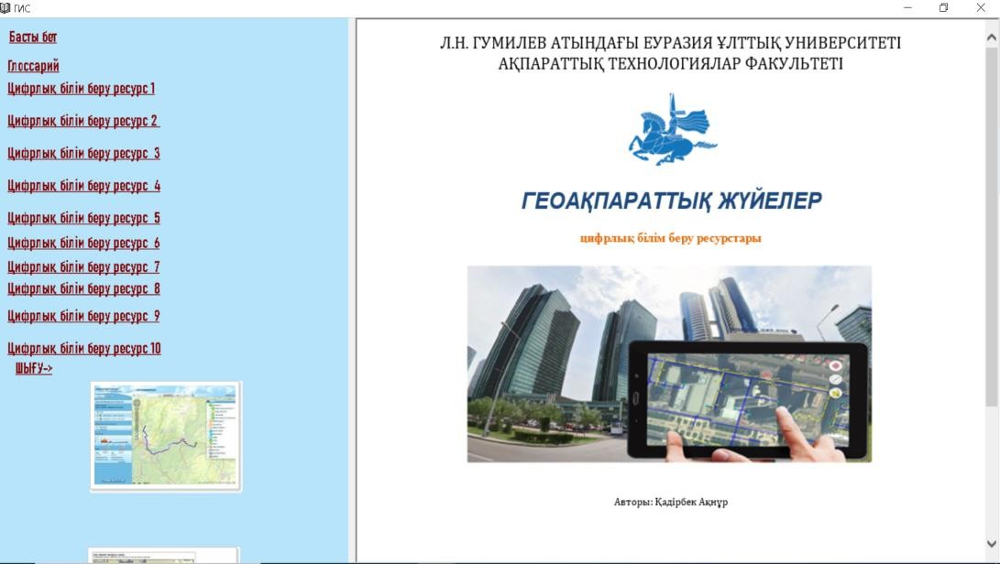 ГИС
Басты бет
Глоссарий
Цифрлық білім беру ресурс 1
Цифрлық білім беру ресурс 2
Цифрлық білім беру ресурс 3
Цифрлық білім беру ресурс 4
Цифрлық білім беру ресурс 5
Цифрлық білім беру ресурс 6
Цифрлық білім беру ресурс 7
Цифрлық білім беру ресурс 8
Цифрлық білім беру ресурс 9
Цифрлық білім беру ресурс 10
ШЫҒУ->
Л.Н. ГУМИЛЕВ АТЫНДАҒЫ ЕУРАЗИЯ ҰЛТТЫҚ УНИВЕРСИТЕТІ
АҚПАРАТТЫҚ ТЕХНОЛОГИЯЛАР ФАКУЛЬТЕТІ
ГЕОАҚПАРАТТЫҚ ЖҮЙЕЛЕР
цифрлық білім беру ресурстары
Авторы: Қадірбек Ақнұр